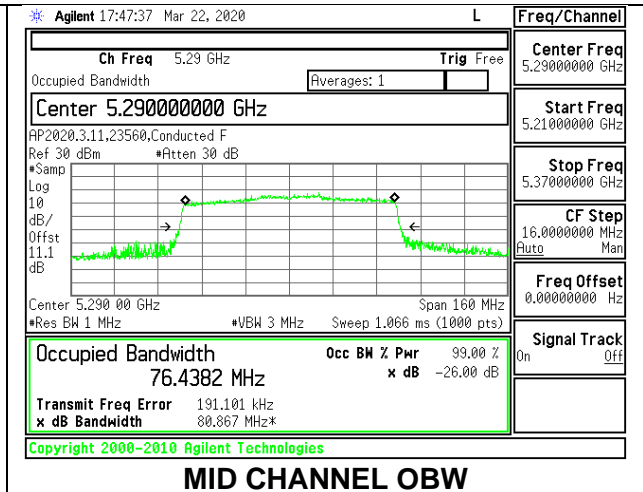 Agilent 17:47:37 Mar 22, 2020 L
Freq/Channel
Ch Freq 5.29 GHz Trig Free
Occupied Bandwidth Averages: 1
Center 5.290000000 GHz
AP2020.3.11,23560,Conducted F
Ref 30 dBm #Atten 30 dB
#Samp
Log
10
dB/
Offst
11.1
dB
Center 5.290 00 GHz Span 160 MHz
#Res BW 1 MHz #VBW 3 MHz Sweep 1.066 ms (1000 pts)
Occupied Bandwidth Occ BW % Pwr 99.00 %
76.4382 MHz x dB -26.00 dB
Transmit Freq Error 191.101 kHz
x dB Bandwidth 80.867 MHz*
Copyright 2000-2010 Agilent Technologies
Center Freq
5.29000000 GHz
Start Freq
5.21000000 GHz
Stop Freq
5.37000000 GHz
CF Step
16.0000000 MHz
Auto Man
Freq Offset
0.00000000 Hz
Signal Track
On Off
MID CHANNEL OBW